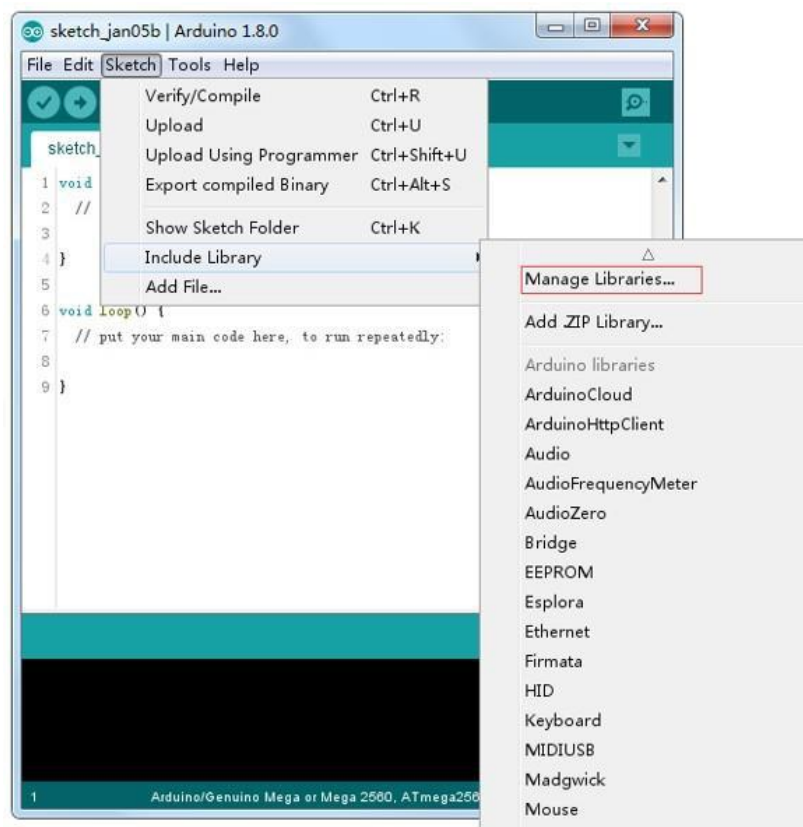 sketch_jan05b | Arduino 1.8.0
File Edit Sketch Tools Help
Verify/Compile Ctrl+R
Upload Ctrl+U
Upload Using Programmer Ctrl+Shift+U
Export compiled Binary Ctrl+Alt+S
Show Sketch Folder Ctrl+K
Include Library
Add File...
sketch_
1 void
2 //
3
4 }
5
6 void loop() {
7 // put your main code here, to run repeatedly:
8
9 }
Manage Libraries...
Add .ZIP Library...
Arduino libraries
ArduinoCloud
ArduinoHttpClient
Audio
AudioFrequencyMeter
AudioZero
Bridge
EEPROM
Esplora
Ethernet
Firmata
HID
Keyboard
MIDIUSB
Madgwick
Mouse
1 Arduino/Genuino Mega or Mega 2560, ATmega256